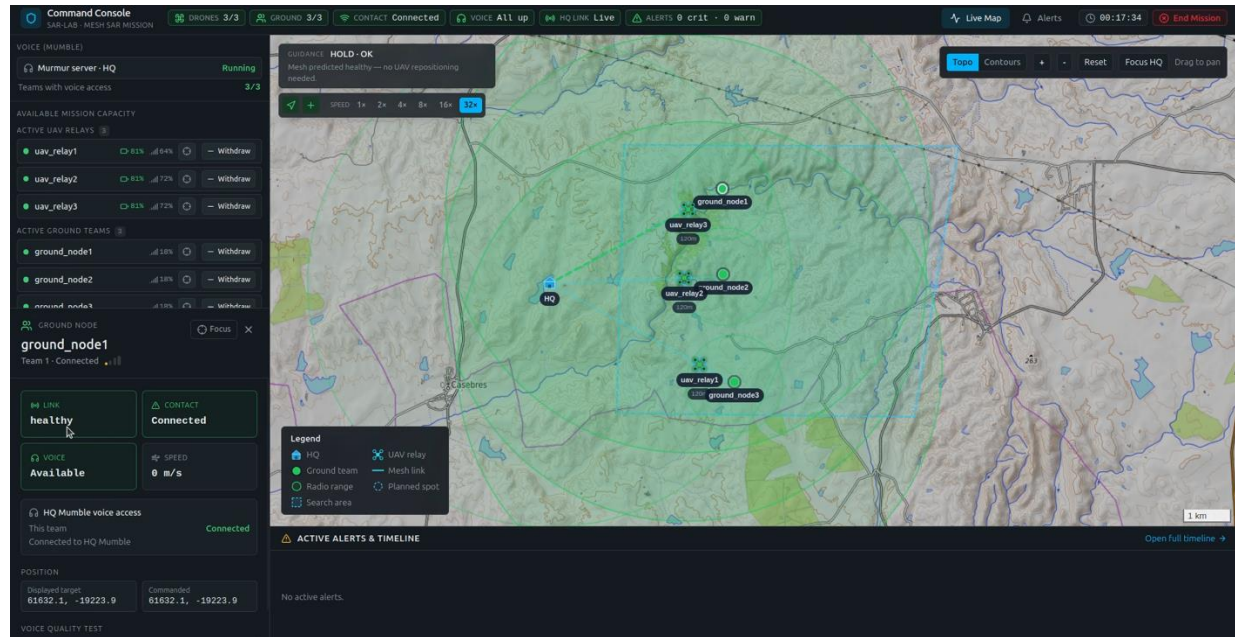 Command Console
SAR-LAB · MESH SAR MISSION
DRONES 3/3
GROUND 3/3
CONTACT Connected
VOICE All up
HQ LINK Live
ALERTS 0 crit · 0 warn
Live Map
Alerts
00:17:34
End Mission
VOICE (MUMBLE)
Murmur server · HQ Running
Teams with voice access 3/3
AVAILABLE MISSION CAPACITY
ACTIVE UAV RELAYS 3
uav_relay1 81% 64% — Withdraw
uav_relay2 81% 72% — Withdraw
uav_relay3 81% 72% — Withdraw
ACTIVE GROUND TEAMS 3
ground_node1 18% — Withdraw
ground_node2 18% — Withdraw
ground_node3 18% — Withdraw
GROUND NODE
Focus
ground_node1
Team 1 · Connected
LINK
healthy
CONTACT
Connected
VOICE
Available
SPEED
0 m/s
HQ Mumble voice access
This team Connected
Connected to HQ Mumble
POSITION
Displayed target
61632.1, -19223.9
Commanded
61632.1, -19223.9
VOICE QUALITY TEST
GUIDANCE HOLD · OK
Mesh predicted healthy — no UAV repositioning
needed.
SPEED 1× 2× 4× 8× 16× 32×
Topo Contours + - Reset Focus HQ Drag to pan
ground_node1
uav_relay3
120m
HQ
uav_relay2
ground_node2
120m
uav_relay1
ground_node3
Casebres
263
Legend
HQ
UAV relay
Ground team
Mesh link
Radio range
Planned spot
Search area
1 km
ACTIVE ALERTS & TIMELINE
Open full timeline →
No active alerts.